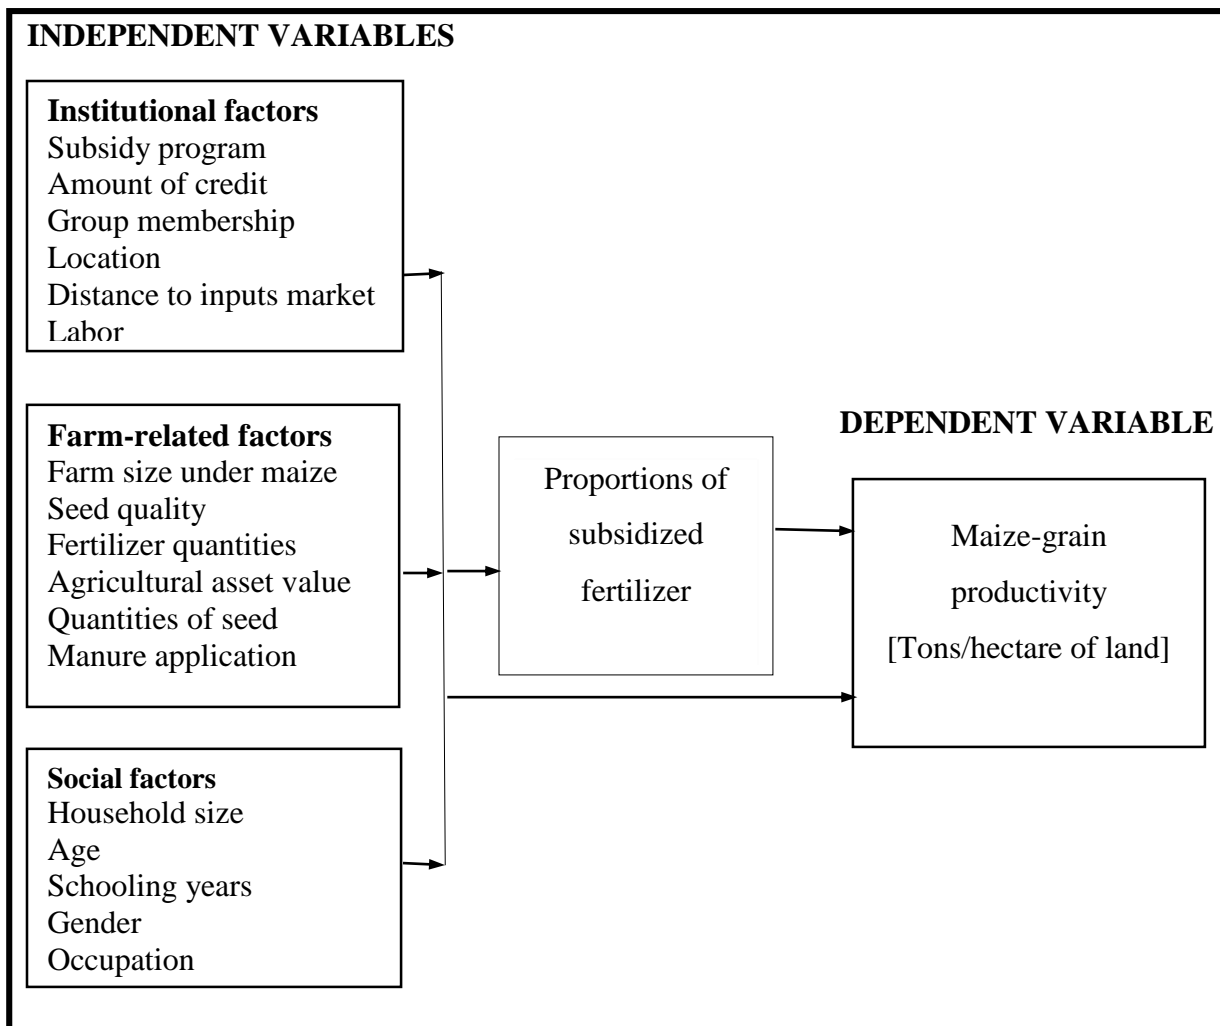 INDEPENDENT VARIABLES
Institutional factors
Subsidy program
Amount of credit
Group membership
Location
Distance to inputs market
Labor
Farm-related factors
Farm size under maize
Seed quality
Fertilizer quantities
Agricultural asset value
Quantities of seed
Manure application
Social factors
Household size
Age
Schooling years
Gender
Occupation
Proportions of
subsidized
fertilizer
DEPENDENT VARIABLE
Maize-grain
productivity
[Tons/hectare of land]